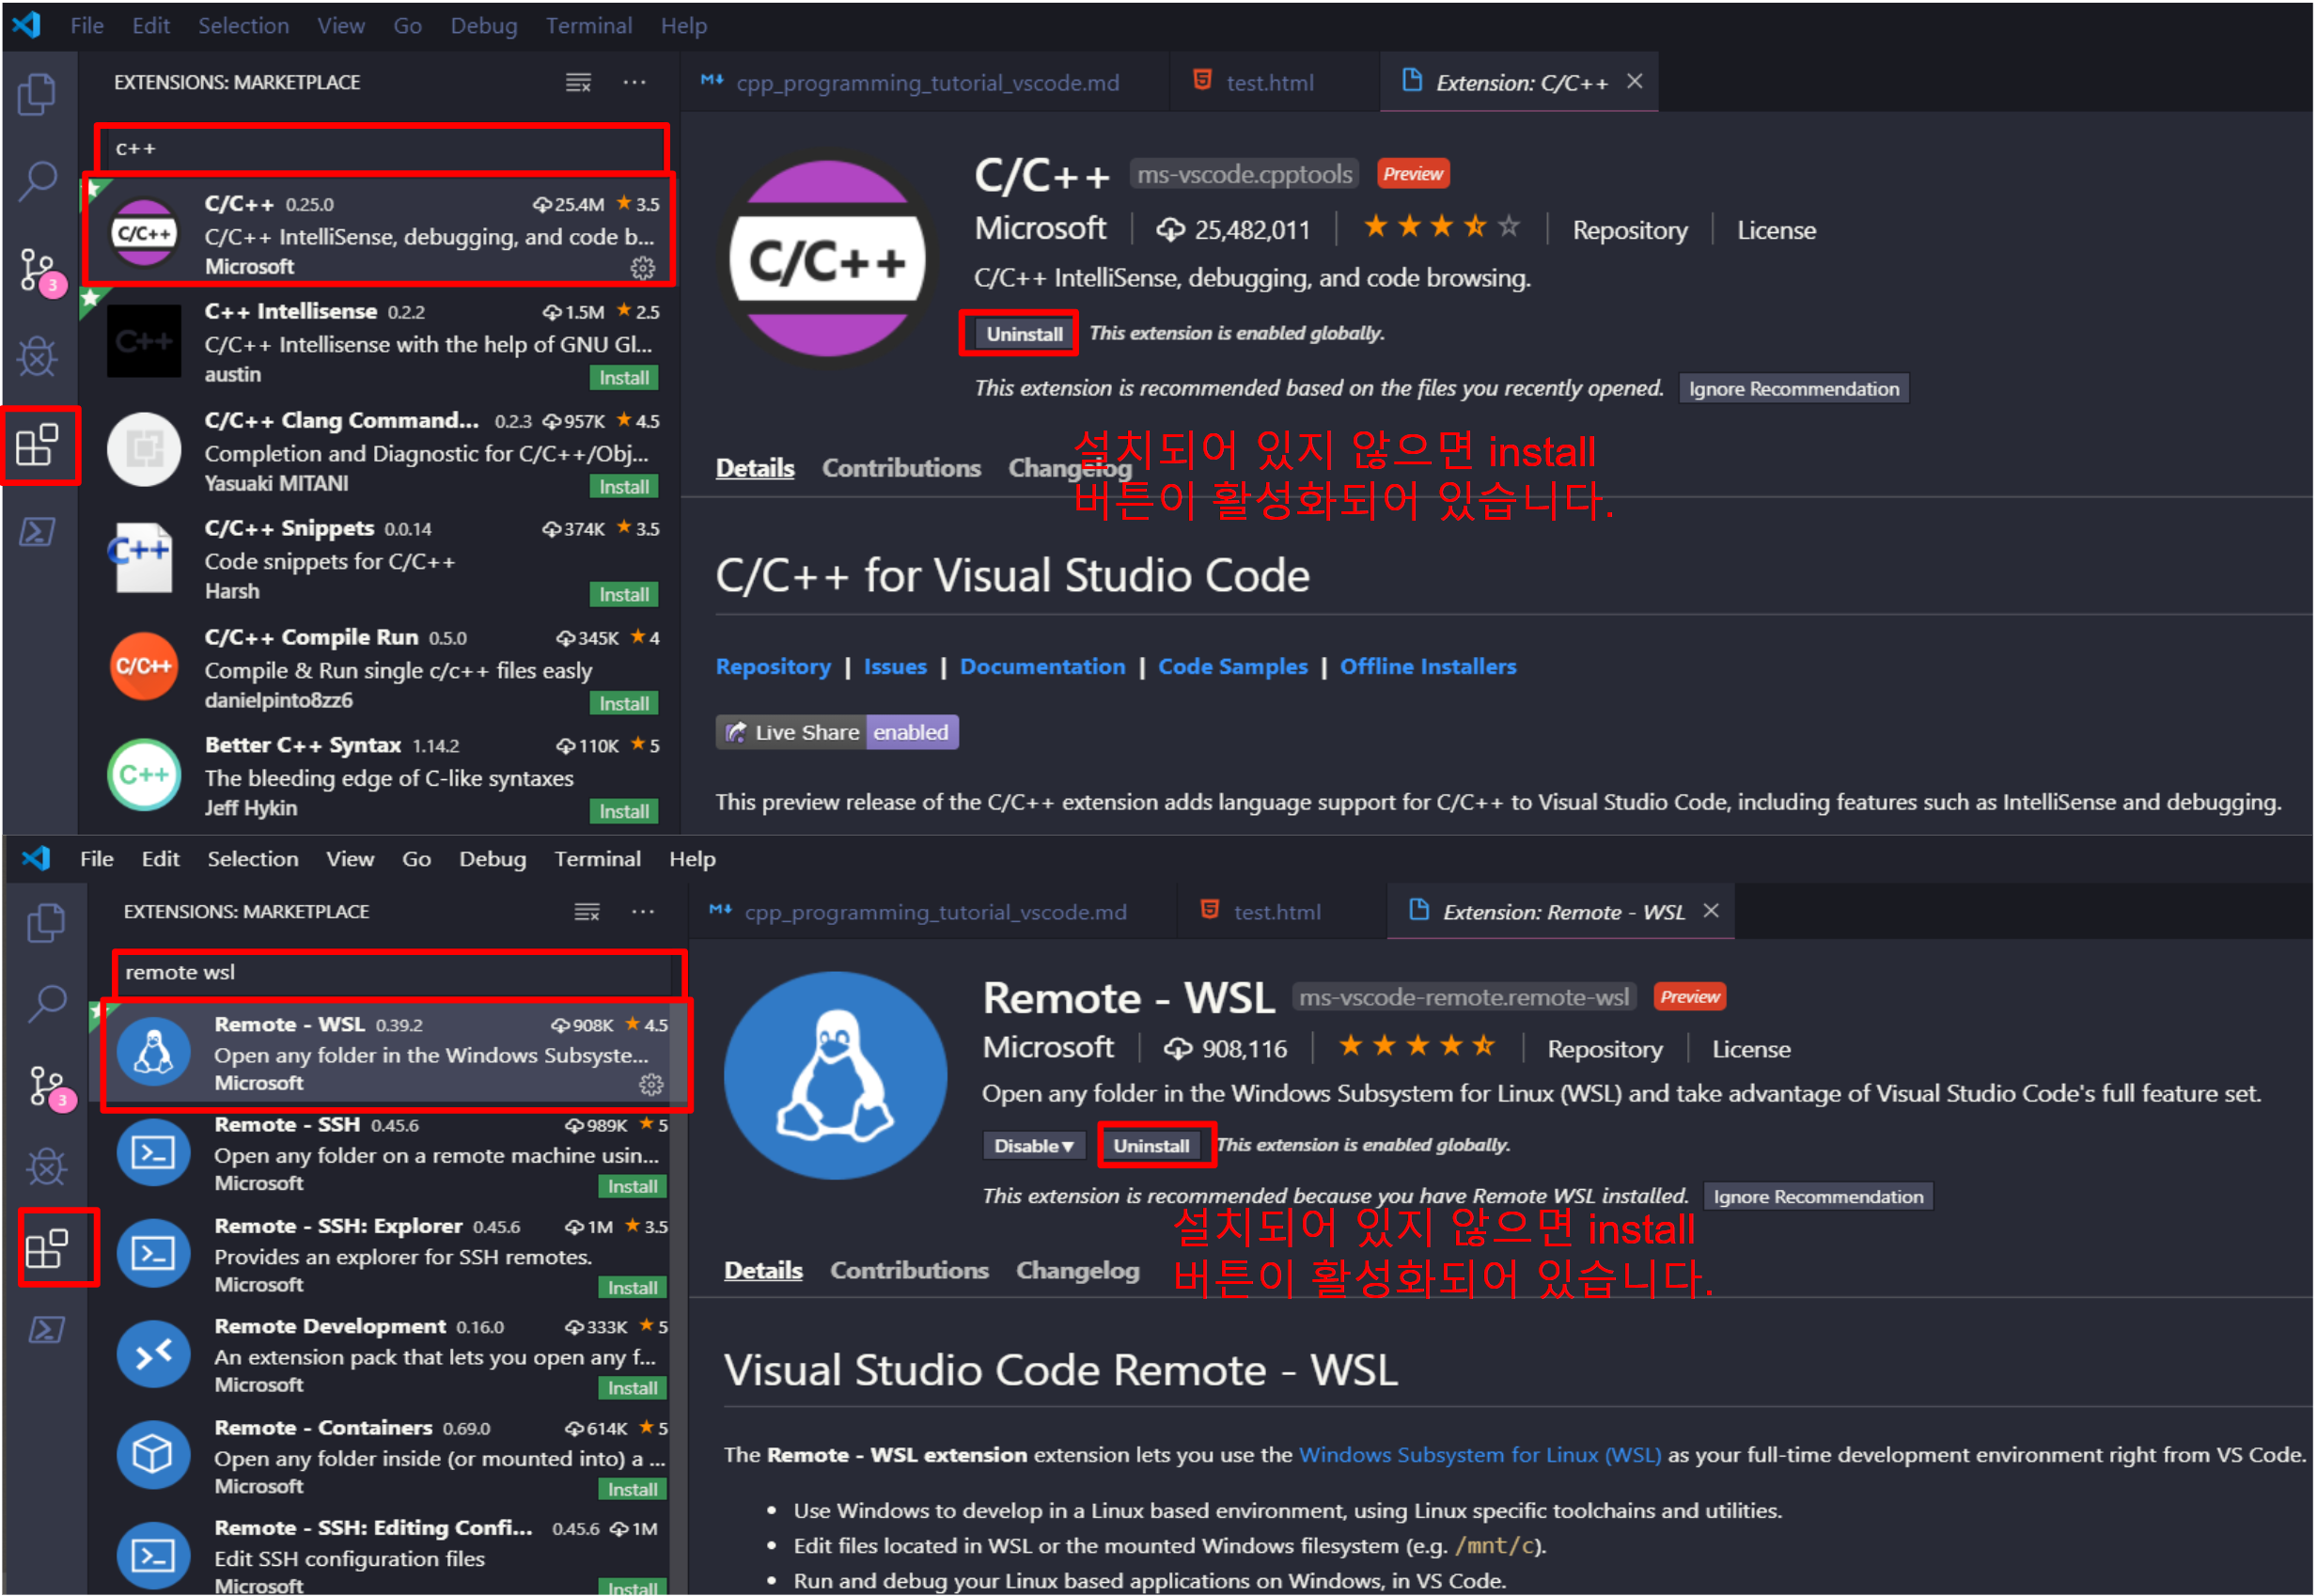 File Edit Selection View Go Debug Terminal Help
EXTENSIONS: MARKETPLACE
cpp_programming_tutorial_vscode.md
test.html
Extension: C/C++
c++
C/C++ 0.25.0 25.4M 3.5
C/C++ IntelliSense, debugging, and code b...
Microsoft
C++ Intellisense 0.2.2 1.5M 2.5
C/C++ Intellisense with the help of GNU Gl...
austin
Install
C/C++ Clang Command... 0.2.3 957K 4.5
Completion and Diagnostic for C/C++/Obj...
Yasuaki MITANI
Install
C/C++ Snippets 0.0.14 374K 3.5
Code snippets for C/C++
Harsh
Install
C/C++ Compile Run 0.5.0 345K 4
Compile & Run single c/c++ files easly
danielpinto8zz6
Install
Better C++ Syntax 1.14.2 110K 5
The bleeding edge of C-like syntaxes
Jeff Hykin
Install
3
C/C++
C++
C++
C/C++
C++
C/C++
C/C++ ms-vscode.cpptools Preview
Microsoft 25,482,011 Repository License
C/C++ IntelliSense, debugging, and code browsing.
Uninstall This extension is enabled globally.
This extension is recommended based on the files you recently opened. Ignore Recommendation
설치되어 있지 않으면 install
버튼이 활성화되어 있습니다.
Details Contributions Changelog
C/C++ for Visual Studio Code
Repository | Issues | Documentation | Code Samples | Offline Installers
Live Share enabled
This preview release of the C/C++ extension adds language support for C/C++ to Visual Studio Code, including features such as IntelliSense and debugging.
File Edit Selection View Go Debug Terminal Help
EXTENSIONS: MARKETPLACE
cpp_programming_tutorial_vscode.md
test.html
Extension: Remote - WSL
remote wsl
Remote - WSL 0.39.2 908K 4.5
Open any folder in the Windows Subsyste...
Microsoft
Remote - SSH 0.45.6 989K 5
Open any folder on a remote machine usin...
Microsoft
Install
Remote - SSH: Explorer 0.45.6 1M 3.5
Provides an explorer for SSH remotes.
Microsoft
Install
Remote Development 0.16.0 333K 5
An extension pack that lets you open any f...
Microsoft
Install
Remote - Containers 0.69.0 614K 5
Open any folder inside (or mounted into) a ...
Microsoft
Install
Remote - SSH: Editing Confi... 0.45.6 1M
Edit SSH configuration files
Microsoft
Install
3
Remote - WSL ms-vscode-remote.remote-wsl Preview
Microsoft 908,116 Repository License
Open any folder in the Windows Subsystem for Linux (WSL) and take advantage of Visual Studio Code's full feature set.
Disable Uninstall This extension is enabled globally.
This extension is recommended because you have Remote WSL installed. Ignore Recommendation
설치되어 있지 않으면 install
버튼이 활성화되어 있습니다.
Details Contributions Changelog
Visual Studio Code Remote - WSL
The Remote - WSL extension extension lets you use the Windows Subsystem for Linux (WSL) as your full-time development environment right from VS Code.
• Use Windows to develop in a Linux based environment, using Linux specific toolchains and utilities.
• Edit files located in WSL or the mounted Windows filesystem (e.g. /mnt/c).
• Run and debug your Linux based applications on Windows, in VS Code.